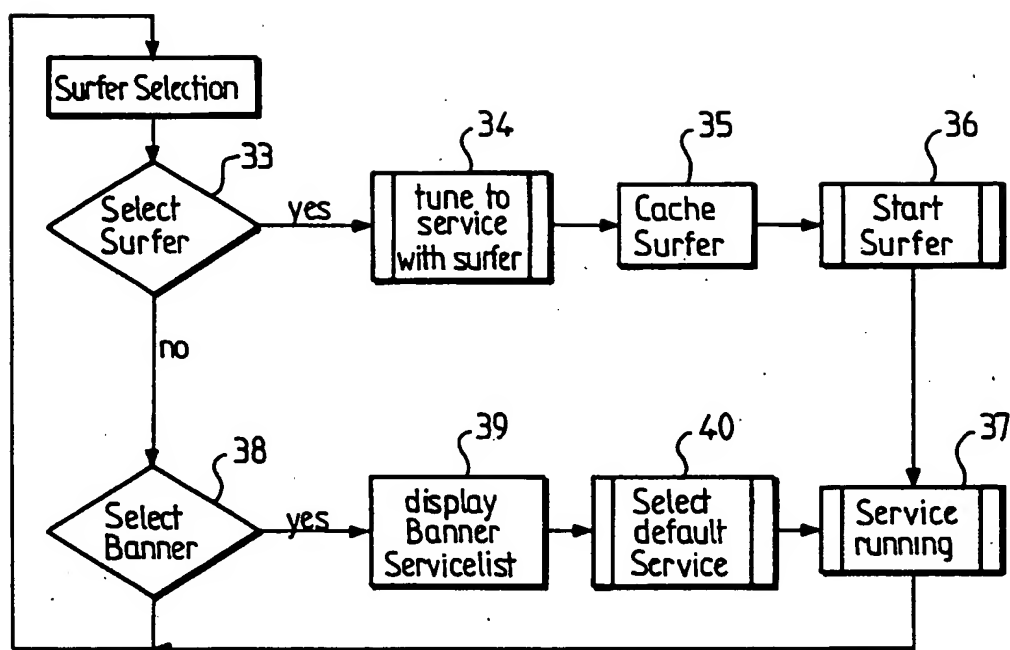 Surfer Selection
33
34
35
36
Select
Surfer
yes
tune to
service
with surfer
Cache
Surfer
Start
Surfer
no
38
39
40
37
Select
Banner
yes
display
Banner
Servicelist
Select
default
Service
Service
running